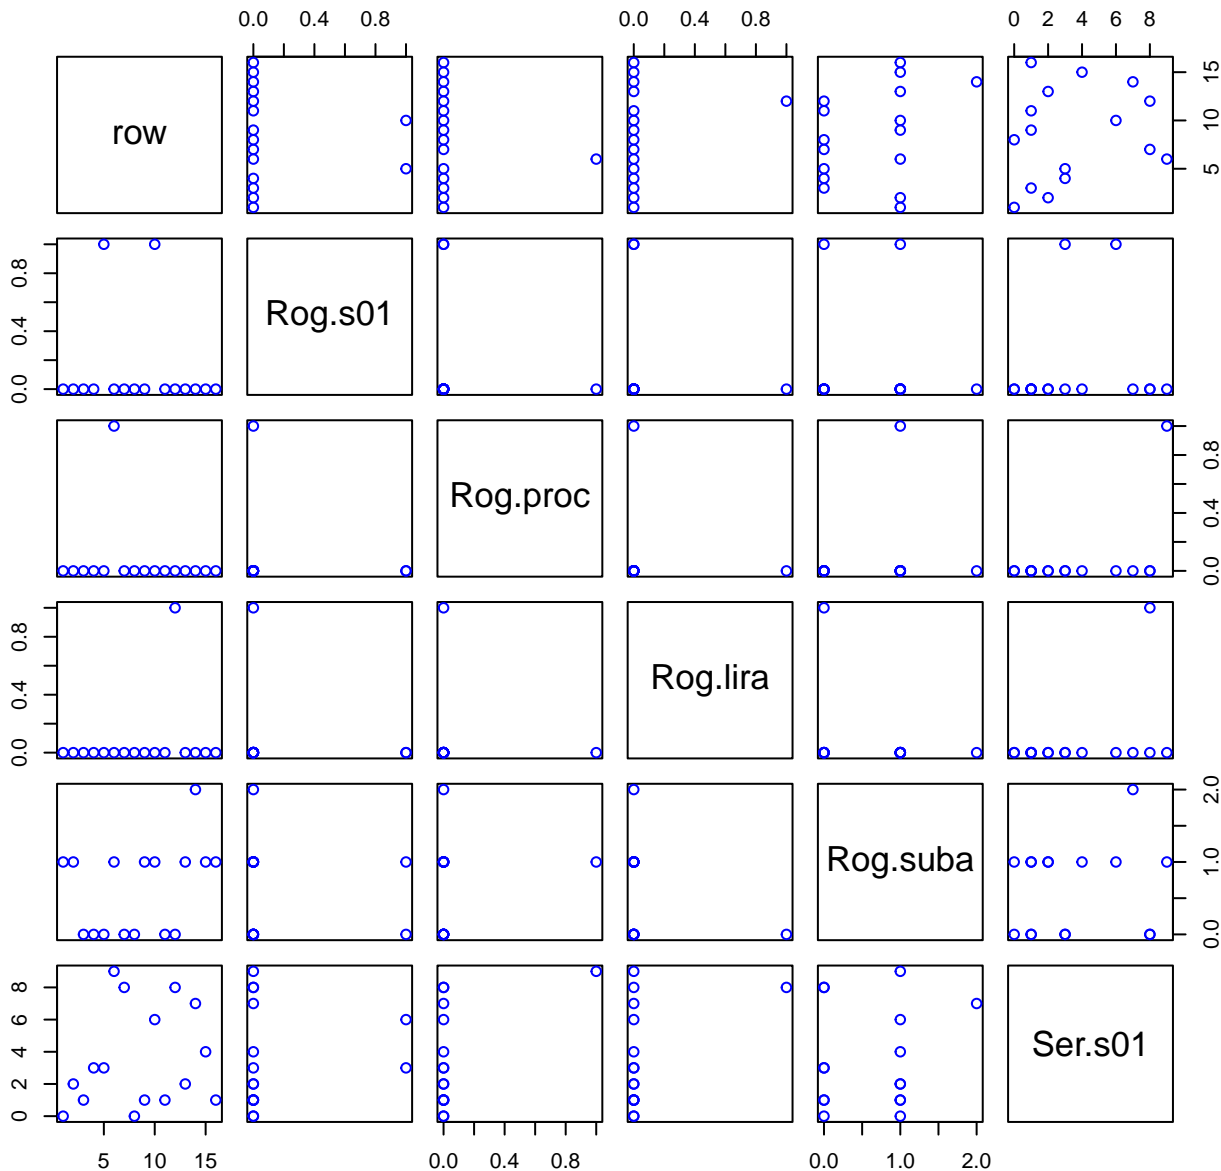 0.0 0.4 0.8 0.0 0.4 0.8 0 2 4 6 8
row 5 10 15
0.0 0.4 0.8 Rog.s01
Rog.proc 0.0 0.4 0.8
0.0 0.4 0.8 Rog.lira
Rog.suba 0.0 1.0 2.0
0 2 4 6 8 Ser.s01
5 10 15 0.0 0.4 0.8 0.0 1.0 2.0